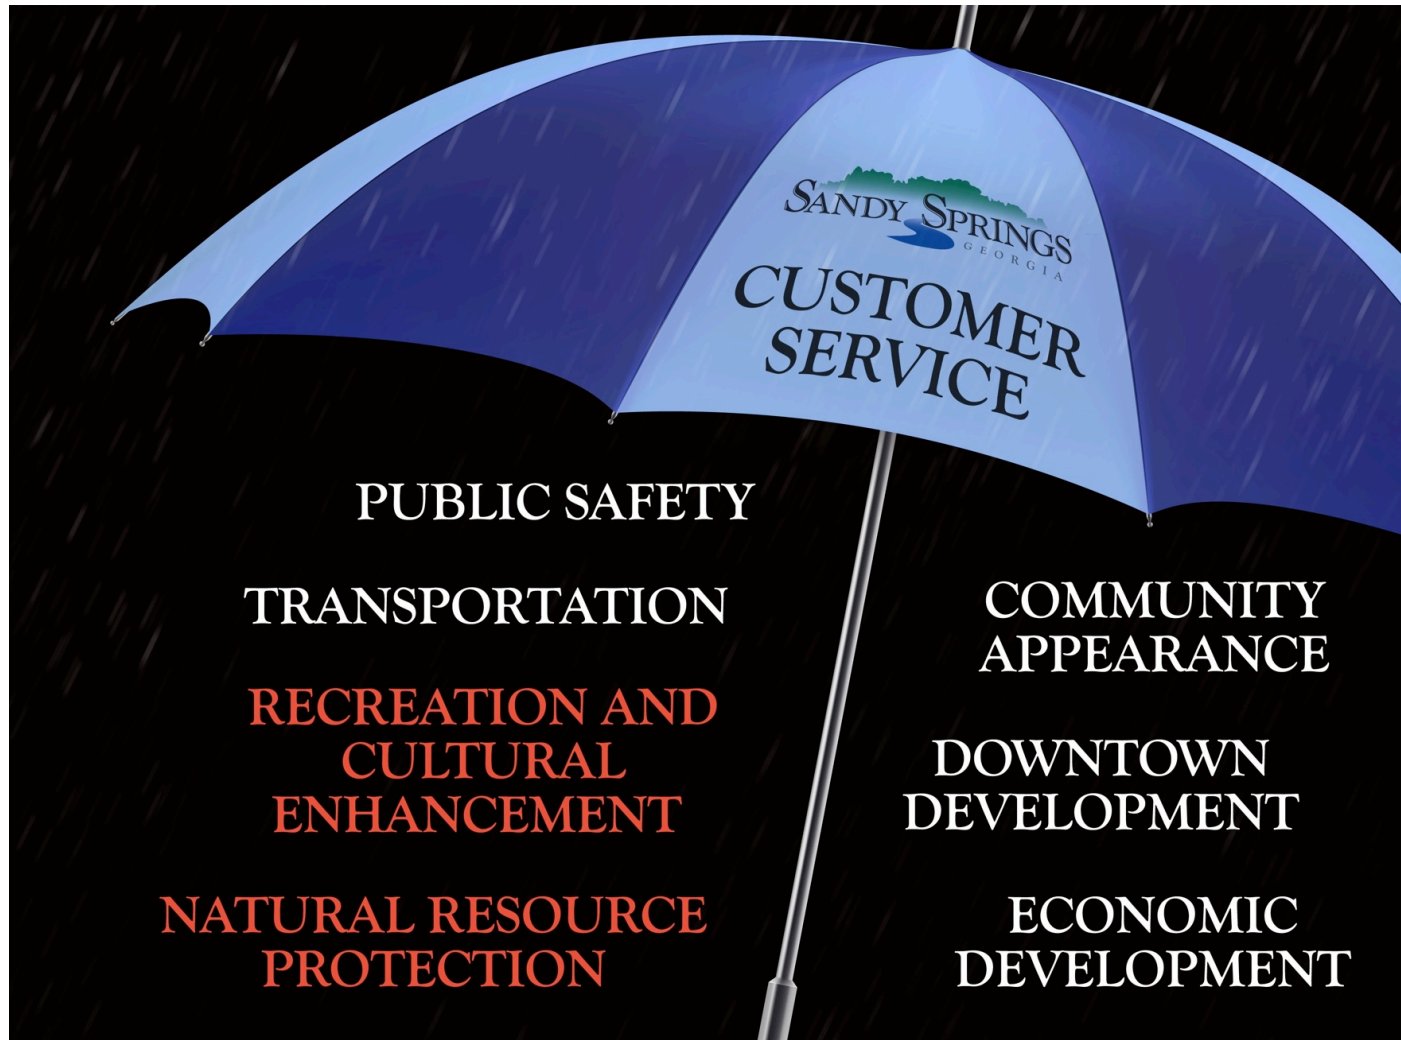 SANDY SPRINGS
GEORGIA
CUSTOMER
SERVICE
PUBLIC SAFETY
TRANSPORTATION
RECREATION AND
CULTURAL
ENHANCEMENT
NATURAL RESOURCE
PROTECTION
COMMUNITY
APPEARANCE
DOWNTOWN
DEVELOPMENT
ECONOMIC
DEVELOPMENT